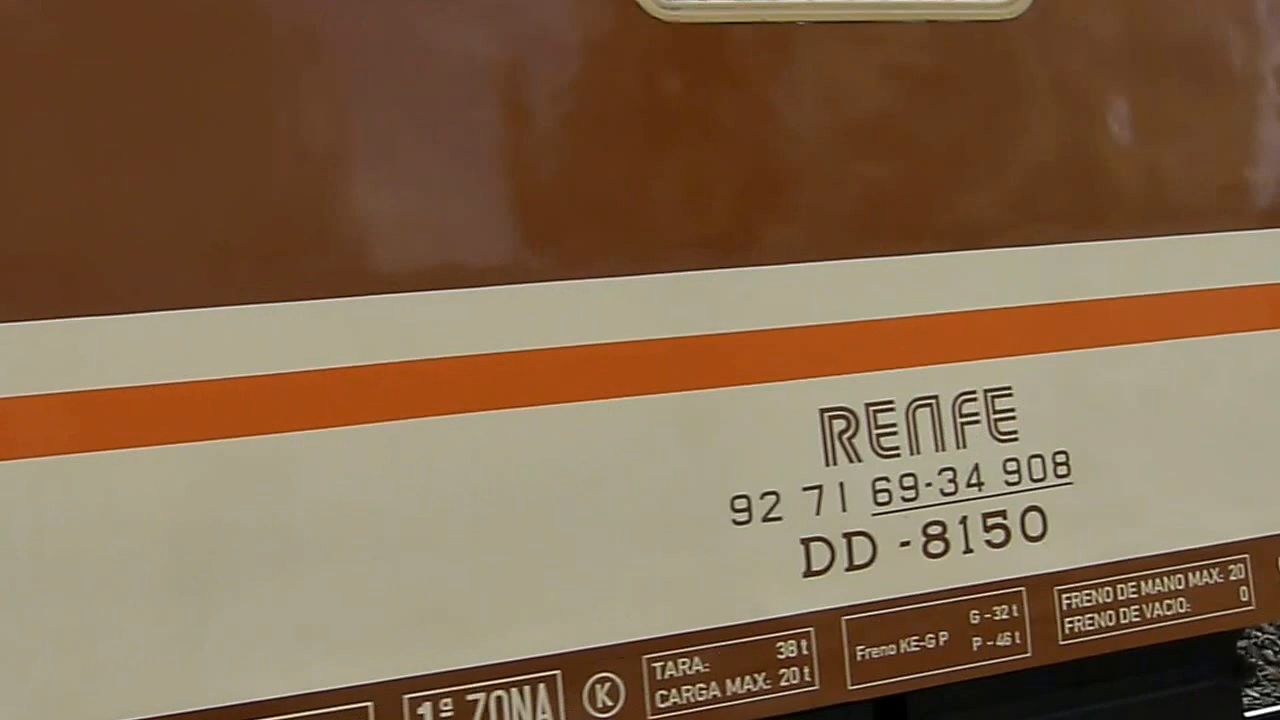 RENFE
92 71 69-34 908
DD -8150
1ª ZONA
K
TARA: 38 t
CARGA MAX: 20 t
Freno KE-G P
G - 32 t
P - 46 t
FRENO DE MANO MAX: 20
FRENO DE VACIO: 0